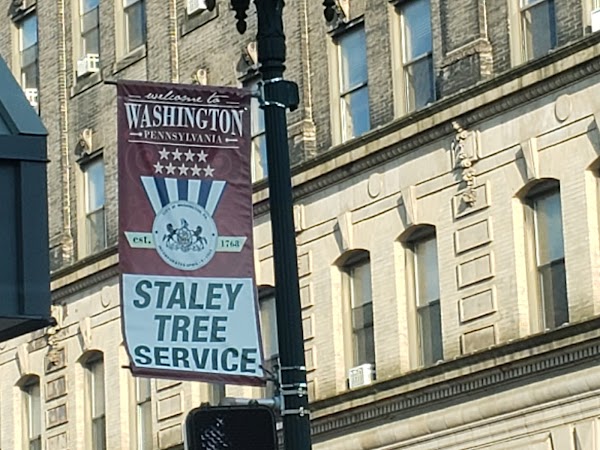 welcome to
WASHINGTON
PENNSYLVANIA
est. 1768
STALEY
TREE
SERVICE